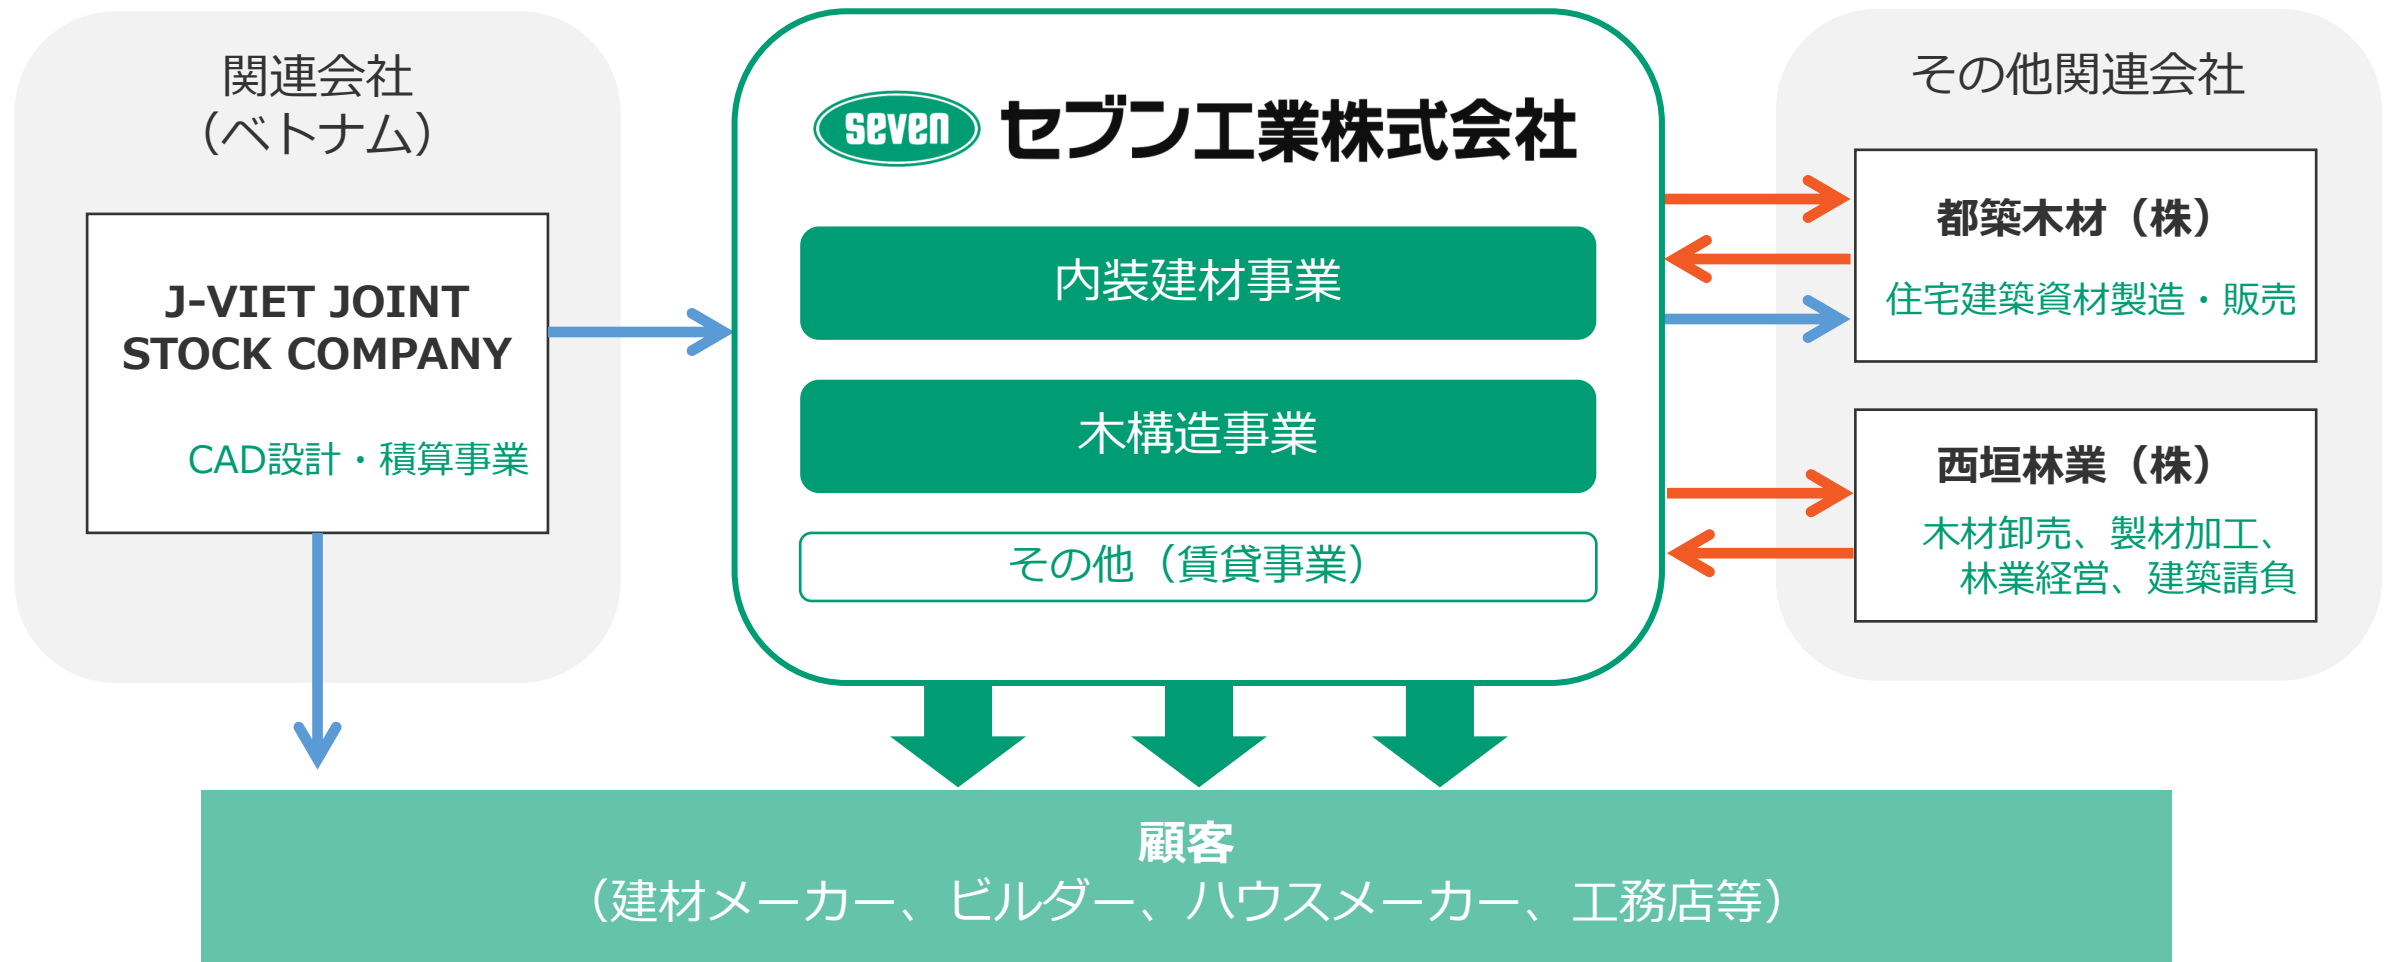 関連会社
（ベトナム）
J-VIET JOINT
STOCK COMPANY
CAD設計・積算事業
seven セブン工業株式会社
内装建材事業
木構造事業
その他（賃貸事業）
その他関連会社
都築木材（株）
住宅建築資材製造・販売
西垣林業（株）
木材卸売、製材加工、
林業経営、建築請負
顧客
（建材メーカー、ビルダー、ハウスメーカー、工務店等）